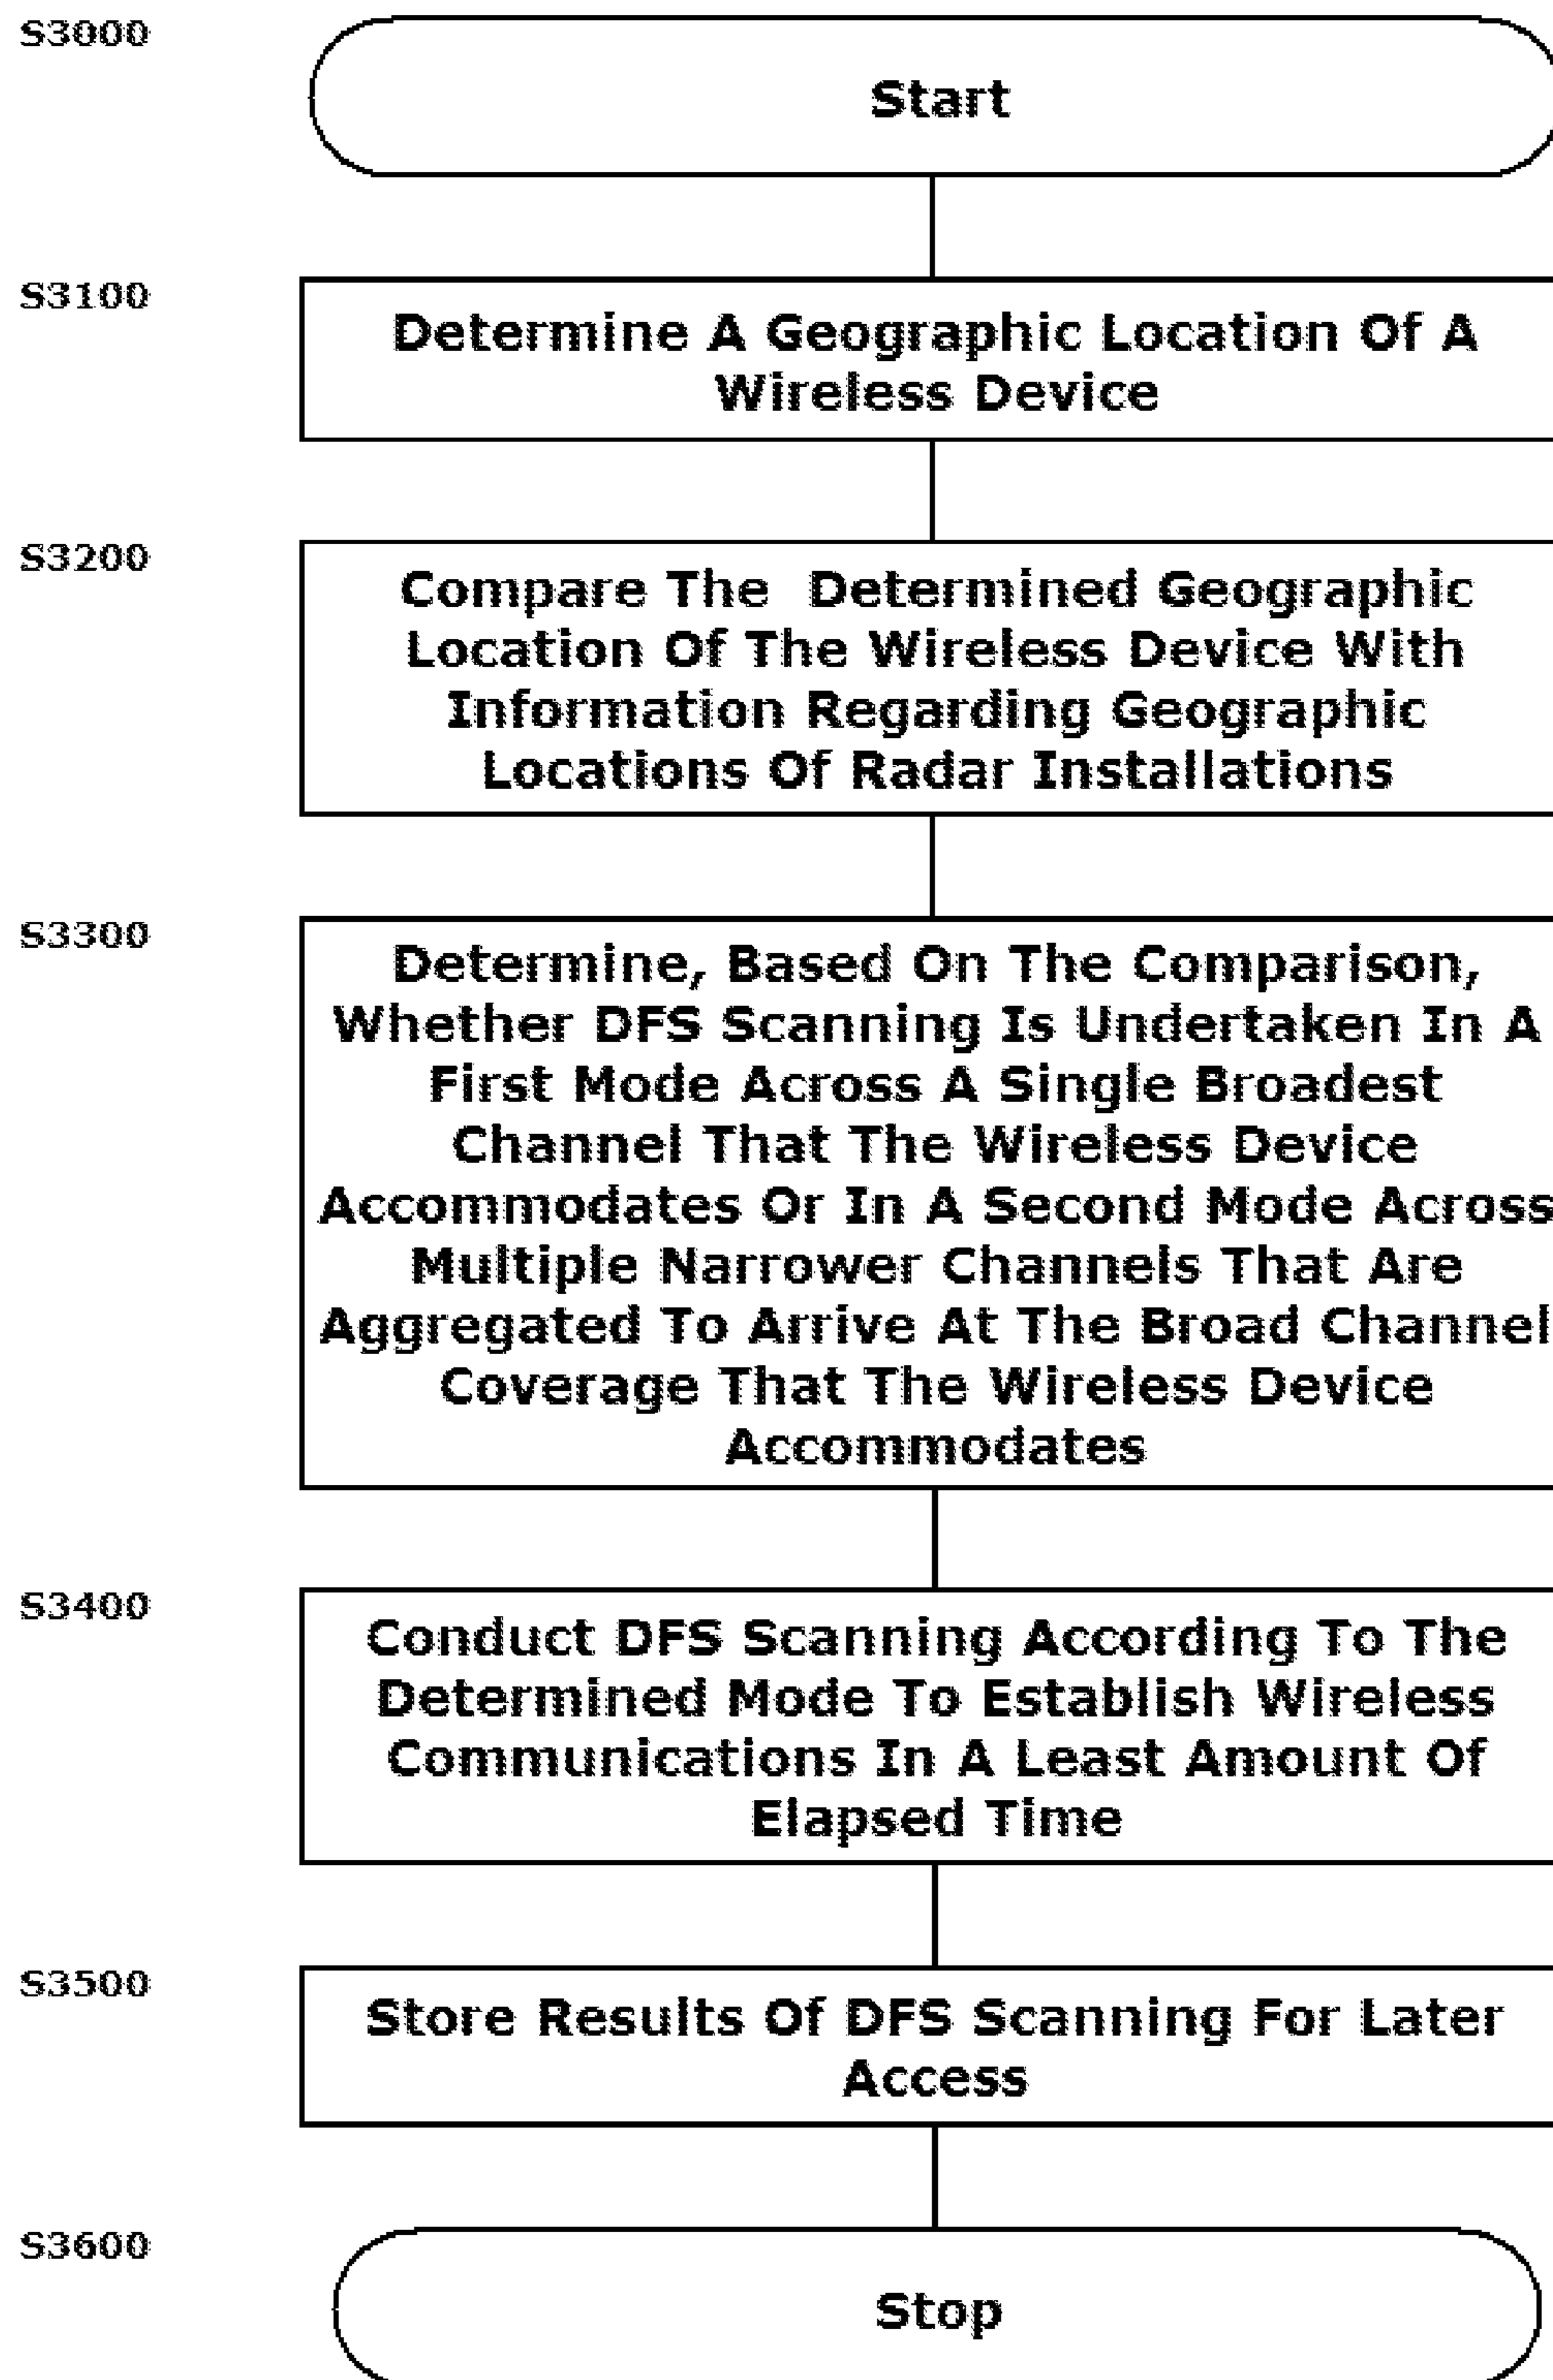 S3000
Start
S3100
Determine A Geographic Location Of A
Wireless Device
S3200
Compare The Determined Geographic
Location Of The Wireless Device With
Information Regarding Geographic
Locations Of Radar Installations
S3300
Determine, Based On The Comparison,
Whether DFS Scanning Is Undertaken In A
First Mode Across A Single Broadest
Channel That The Wireless Device
Accommodates Or In A Second Mode Across
Multiple Narrower Channels That Are
Aggregated To Arrive At The Broad Channel
Coverage That The Wireless Device
Accommodates
S3400
Conduct DFS Scanning According To The
Determined Mode To Establish Wireless
Communications In A Least Amount Of
Elapsed Time
S3500
Store Results Of DFS Scanning For Later
Access
S3600
Stop